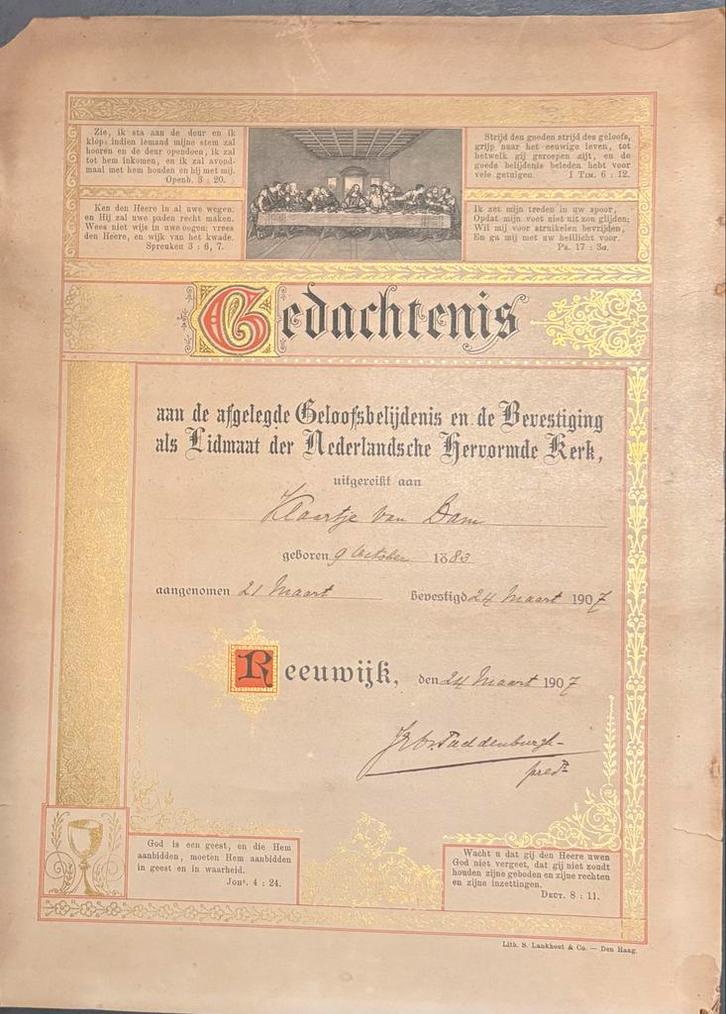 Zie, ik sta aan de deur en ik
klop: indien iemand mijne stem zal
hooren en de deur opendoen, ik zal
tot hem inkomen, en ik zal avond-
maal met hem houden en hij met mij.
Openb. 3 : 20.
Ken den Heere in al uwe wegen,
en Hij zal uwe paden recht maken.
Wees niet wijs in uwe oogen; vrees
den Heere, en wijk van het kwade.
Spreuken 3 : 6, 7.
Strijd den goeden strijd des geloofs,
grijp naar het eeuwige leven, tot
hetwelk gij geroepen zijt, en de
goede belijdenis beleden hebt voor
vele getuigen. 1 Tim. 6 : 12.
Ik zet mijn treden in uw spoor,
Opdat mijn voet niet uit zou glijden;
Wil mij voor struikelen bevrijden,
En ga mij met uw heillicht voor.
Ps. 17 : 3a.
Gedachtenis
aan de afgelegde Geloofsbelijdenis en de Bevestiging
als Lidmaat der Nederlandsche Hervormde Kerk,
uitgereikt aan
Klaartje van Dam
geboren 9 October 1883
aangenomen 21 Maart bevestigd 24 Maart 1907
Reeuwijk, den 24 Maart 1907
predt
God is een geest, en die Hem
aanbidden, moeten Hem aanbidden
in geest en in waarheid.
Johs. 4 : 24.
Wacht u dat gij den Heere uwen
God niet vergeet, dat gij niet zoudt
houden zijne geboden en zijne rechten
en zijne inzettingen.
Deut. 8 : 11.
Lith. S. Lankhout & Co. — Den Haag.